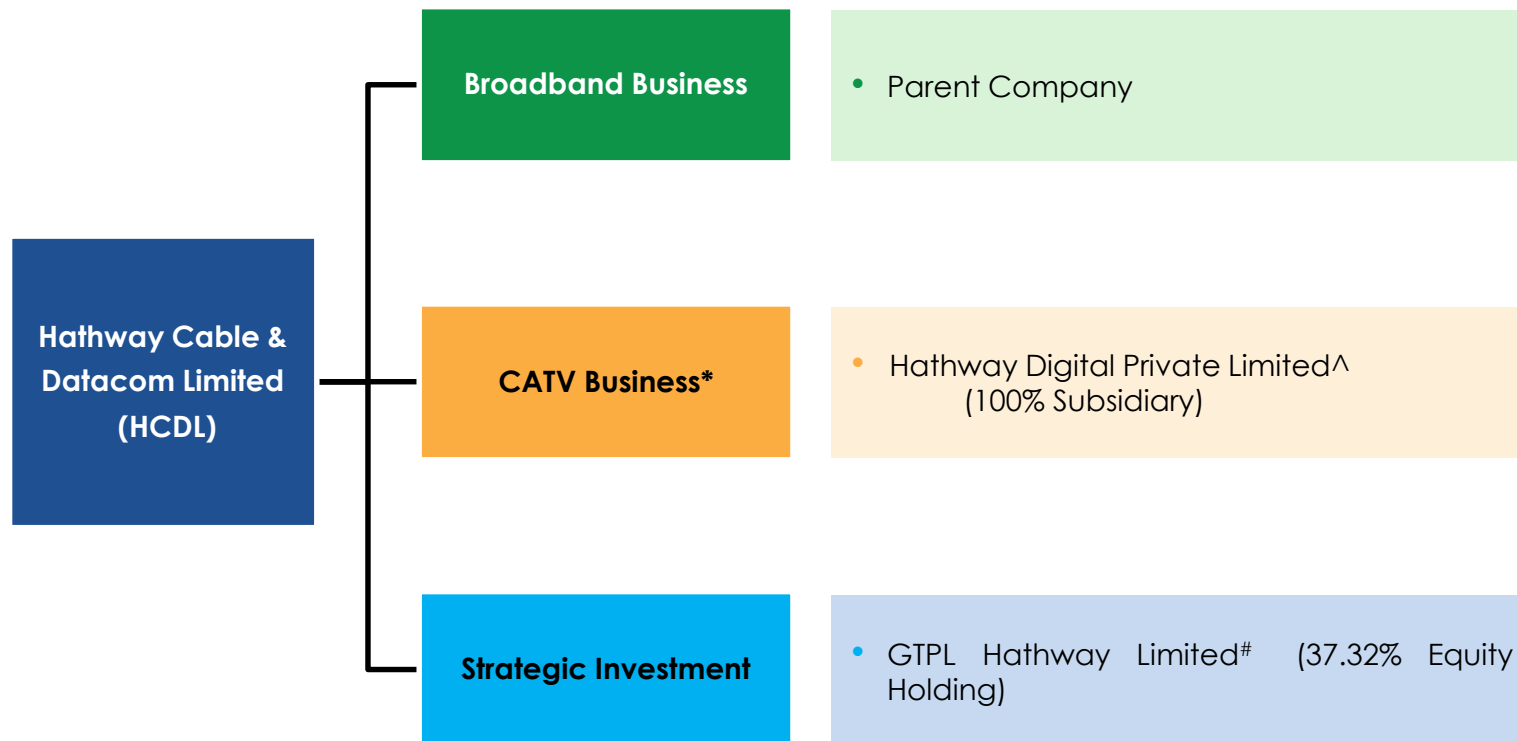 Broadband Business
• Parent Company
Hathway Cable &
Datacom Limited
(HCDL)
CATV Business*
• Hathway Digital Private Limited^
(100% Subsidiary)
Strategic Investment
• GTPL Hathway Limited# (37.32% Equity
Holding)